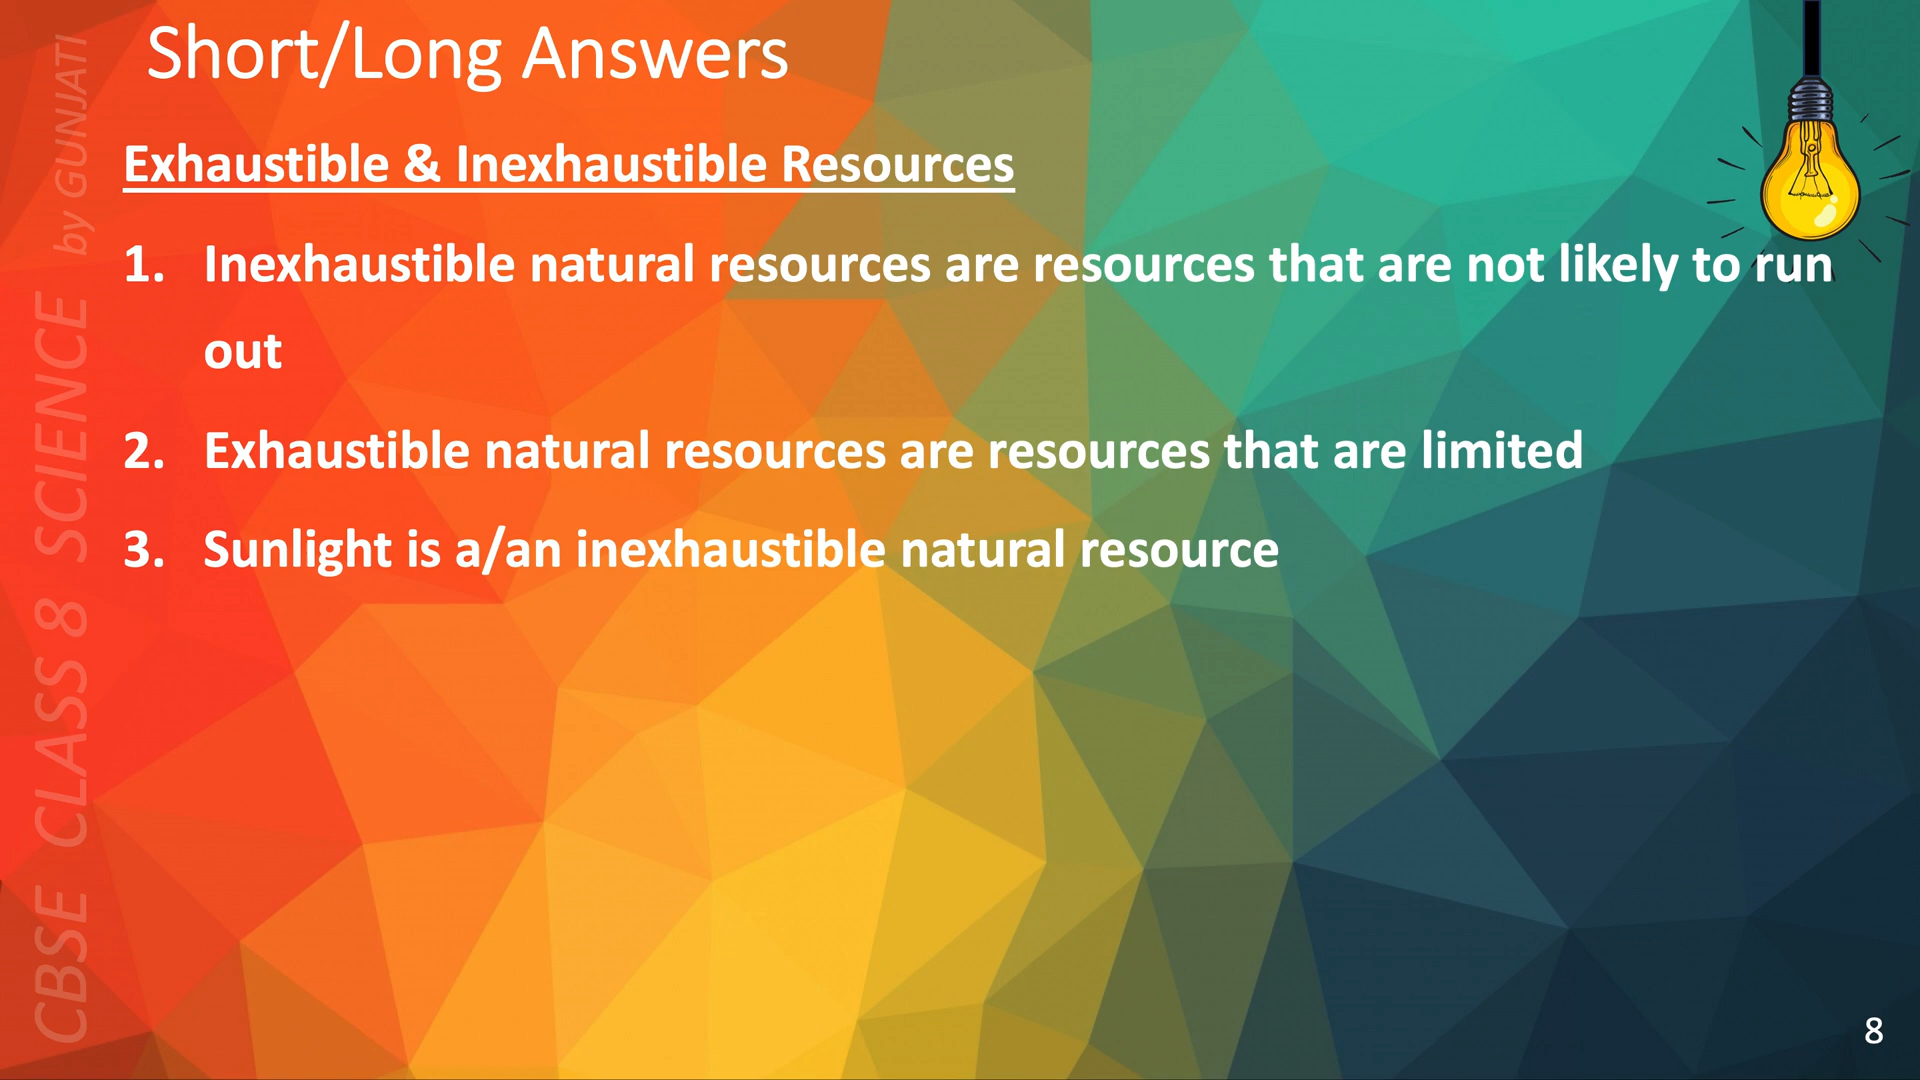 Short/Long Answers
Exhaustible & Inexhaustible Resources
1. Inexhaustible natural resources are resources that are not likely to run
out
2. Exhaustible natural resources are resources that are limited
3. Sunlight is a/an inexhaustible natural resource
CBSE CLASS 8 SCIENCE by GUNJATI
8